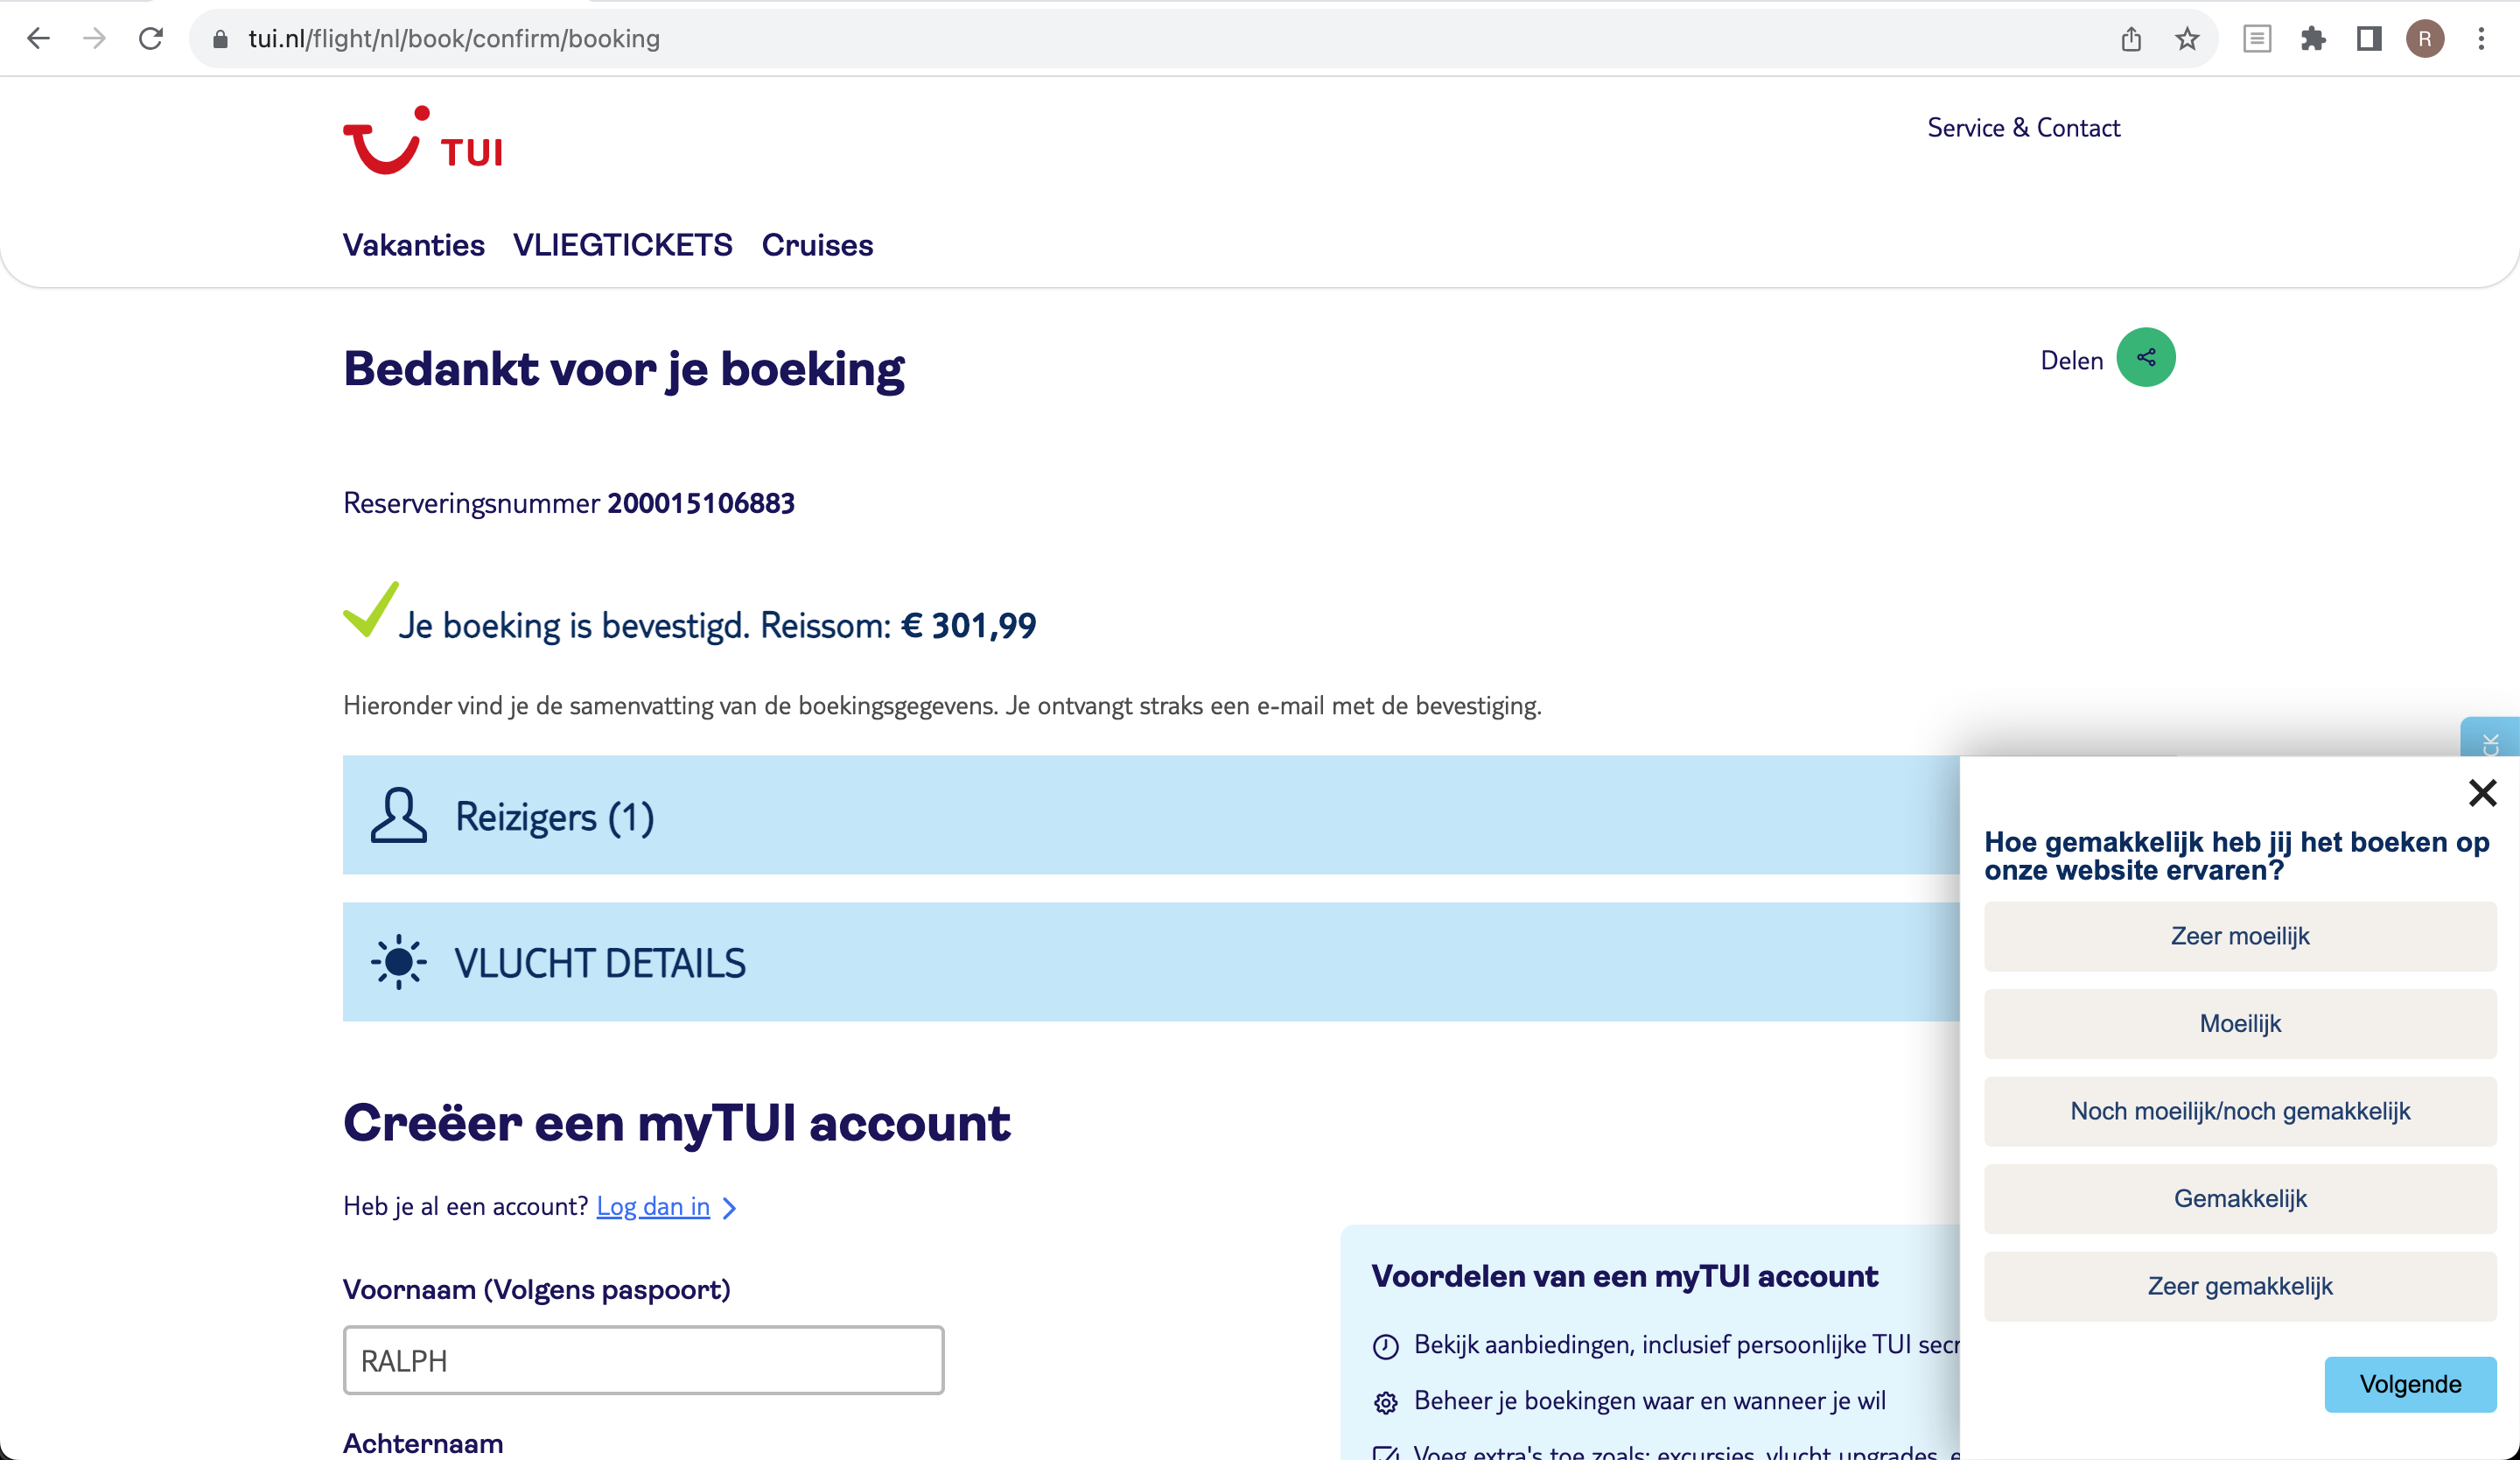 tui.nl/flight/nl/book/confirm/booking
R
TUI
Service & Contact
Vakanties VLIEGTICKETS Cruises
Bedankt voor je boeking
Delen
Reserveringsnummer 200015106883
Je boeking is bevestigd. Reissom: € 301,99
Hieronder vind je de samenvatting van de boekingsgegevens. Je ontvangt straks een e-mail met de bevestiging.
Reizigers (1)
VLUCHT DETAILS
Creëer een myTUI account
Heb je al een account? Log dan in
Voornaam (Volgens paspoort)
RALPH
Achternaam
Voordelen van een myTUI account
Bekijk aanbiedingen, inclusief persoonlijke TUI
Beheer je boekingen waar en wanneer je wil
Voeg extra's toe zoals: excursies, vlucht upgrades,
Hoe gemakkelijk heb jij het boeken op
onze website ervaren?
Zeer moeilijk
Moeilijk
Noch moeilijk/noch gemakkelijk
Gemakkelijk
Zeer gemakkelijk
Volgende